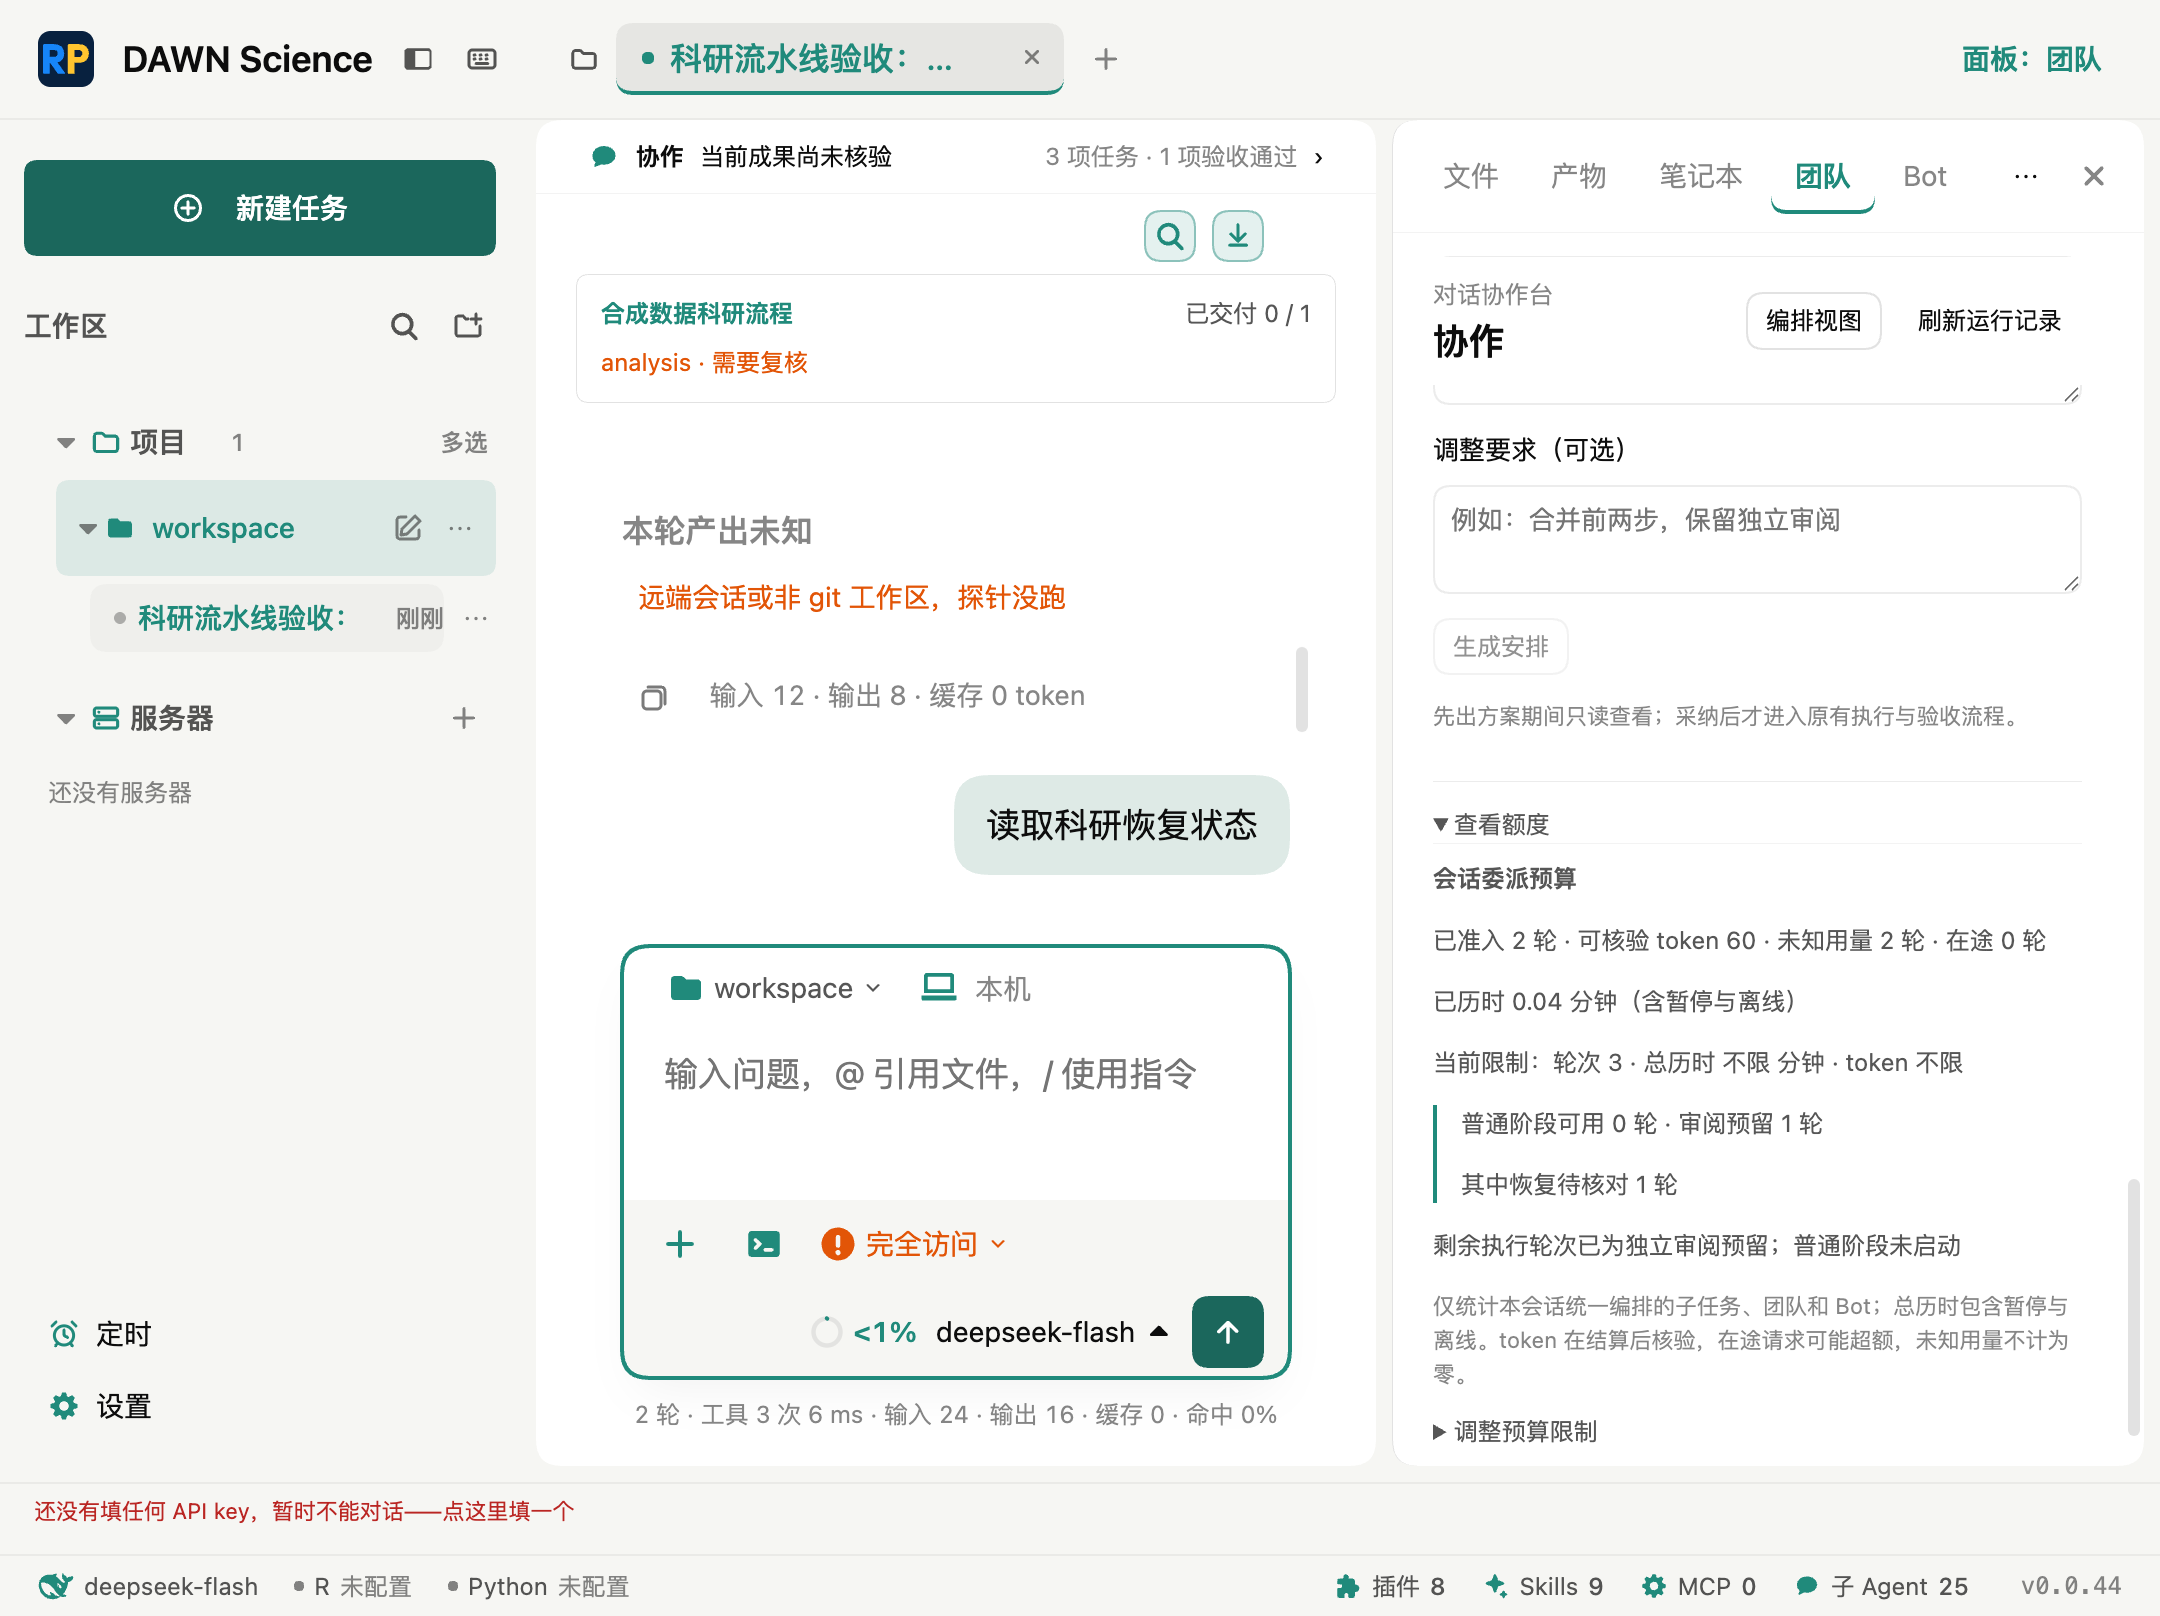 RP DAWN Science
科研流水线验收：...
面板：团队
新建任务
工作区
项目 1 多选
workspace
科研流水线验收： 刚刚
服务器
还没有服务器
定时
设置
协作 当前成果尚未核验 3 项任务 · 1 项验收通过
合成数据科研流程 已交付 0 / 1
analysis · 需要复核
本轮产出未知
远端会话或非 git 工作区，探针没跑
输入 12 · 输出 8 · 缓存 0 token
读取科研恢复状态
workspace 本机
输入问题，@ 引用文件，/ 使用指令
完全访问
<1% deepseek-flash
2 轮 · 工具 3 次 6 ms · 输入 24 · 输出 16 · 缓存 0 · 命中 0%
文件 产物 笔记本 团队 Bot ...
对话协作台
协作
编排视图 刷新运行记录
调整要求（可选）
例如：合并前两步，保留独立审阅
生成安排
先出方案期间只读查看；采纳后才进入原有执行与验收流程。
查看额度
会话委派预算
已准入 2 轮 · 可核验 token 60 · 未知用量 2 轮 · 在途 0 轮
已历时 0.04 分钟（含暂停与离线）
当前限制：轮次 3 · 总历时 不限 分钟 · token 不限
普通阶段可用 0 轮 · 审阅预留 1 轮
其中恢复待核对 1 轮
剩余执行轮次已为独立审阅预留；普通阶段未启动
仅统计本会话统一编排的子任务、团队和 Bot；总历时包含暂停与
离线。token 在结算后核验，在途请求可能超额，未知用量不计为
零。
调整预算限制
还没有填任何 API key，暂时不能对话——点这里填一个
deepseek-flash R 未配置 Python 未配置
插件 8 Skills 9 MCP 0 子 Agent 25 v0.0.44